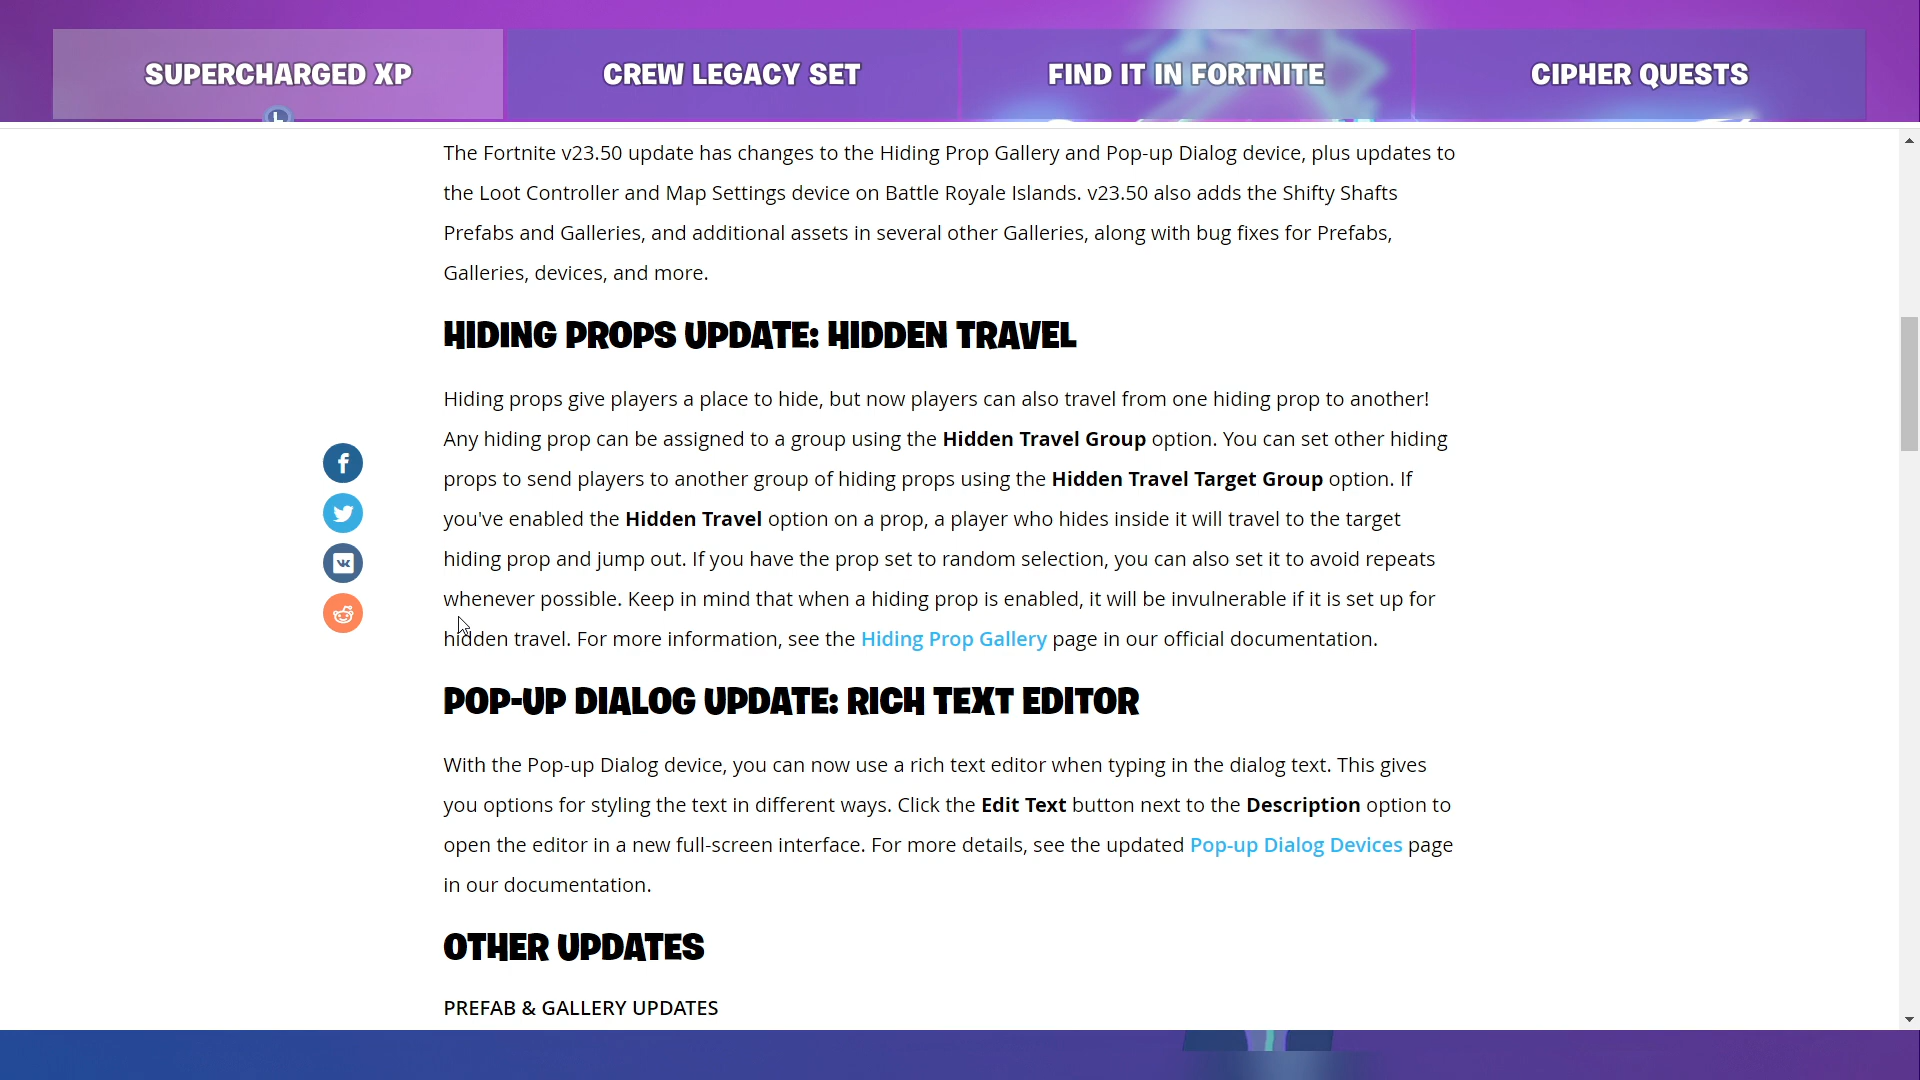 SUPERCHARGED XP
CREW LEGACY SET
FIND IT IN FORTNITE
CIPHER QUESTS
The Fortnite v23.50 update has changes to the Hiding Prop Gallery and Pop-up Dialog device, plus updates to
the Loot Controller and Map Settings device on Battle Royale Islands. v23.50 also adds the Shifty Shafts
Prefabs and Galleries, and additional assets in several other Galleries, along with bug fixes for Prefabs,
Galleries, devices, and more.
HIDING PROPS UPDATE: HIDDEN TRAVEL
Hiding props give players a place to hide, but now players can also travel from one hiding prop to another!
Any hiding prop can be assigned to a group using the Hidden Travel Group option. You can set other hiding
props to send players to another group of hiding props using the Hidden Travel Target Group option. If
you've enabled the Hidden Travel option on a prop, a player who hides inside it will travel to the target
hiding prop and jump out. If you have the prop set to random selection, you can also set it to avoid repeats
whenever possible. Keep in mind that when a hiding prop is enabled, it will be invulnerable if it is set up for
hidden travel. For more information, see the Hiding Prop Gallery page in our official documentation.
POP-UP DIALOG UPDATE: RICH TEXT EDITOR
With the Pop-up Dialog device, you can now use a rich text editor when typing in the dialog text. This gives
you options for styling the text in different ways. Click the Edit Text button next to the Description option to
open the editor in a new full-screen interface. For more details, see the updated Pop-up Dialog Devices page
in our documentation.
OTHER UPDATES
PREFAB & GALLERY UPDATES